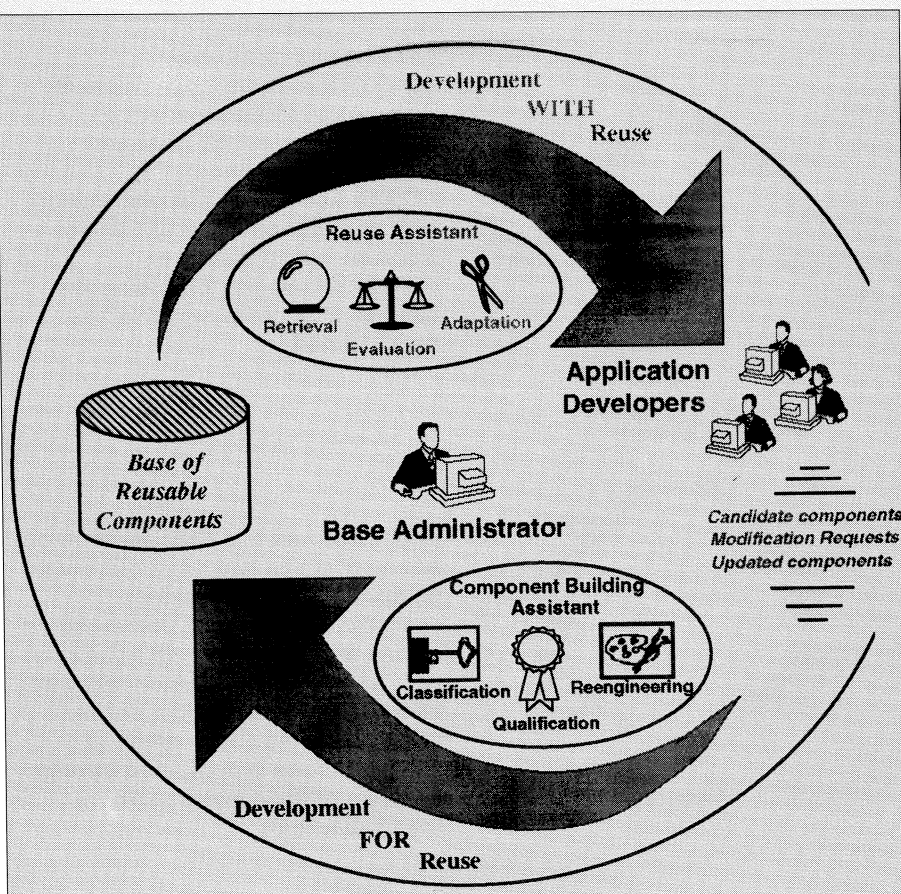 Development
WITH
Reuse
Reuse Assistant
Retrieval
Evaluation
Adaptation
Application
Developers
Base of
Reusable
Components
Base Administrator
Candidate components
Modification Requests
Updated components
Component Building
Assistant
Classification
Qualification
Reengineering
Development
FOR
Reuse